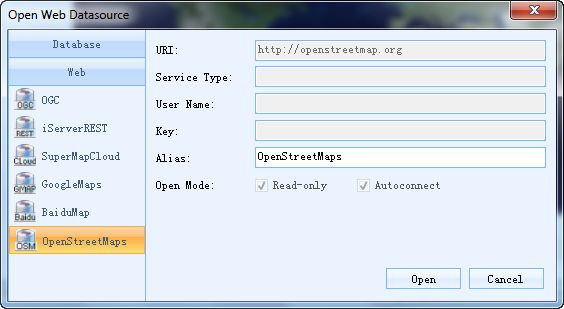 Open Web Datasource
Database
Web
OGC OGC
REST iServerREST
CLoud SuperMapCloud
GMAP GoogleMaps
Baidu BaiduMap
OSM OpenStreetMaps
URI: http://openstreetmap.org
Service Type:
User Name:
Key:
Alias: OpenStreetMaps
Open Mode: Read-only Autoconnect
Open Cancel